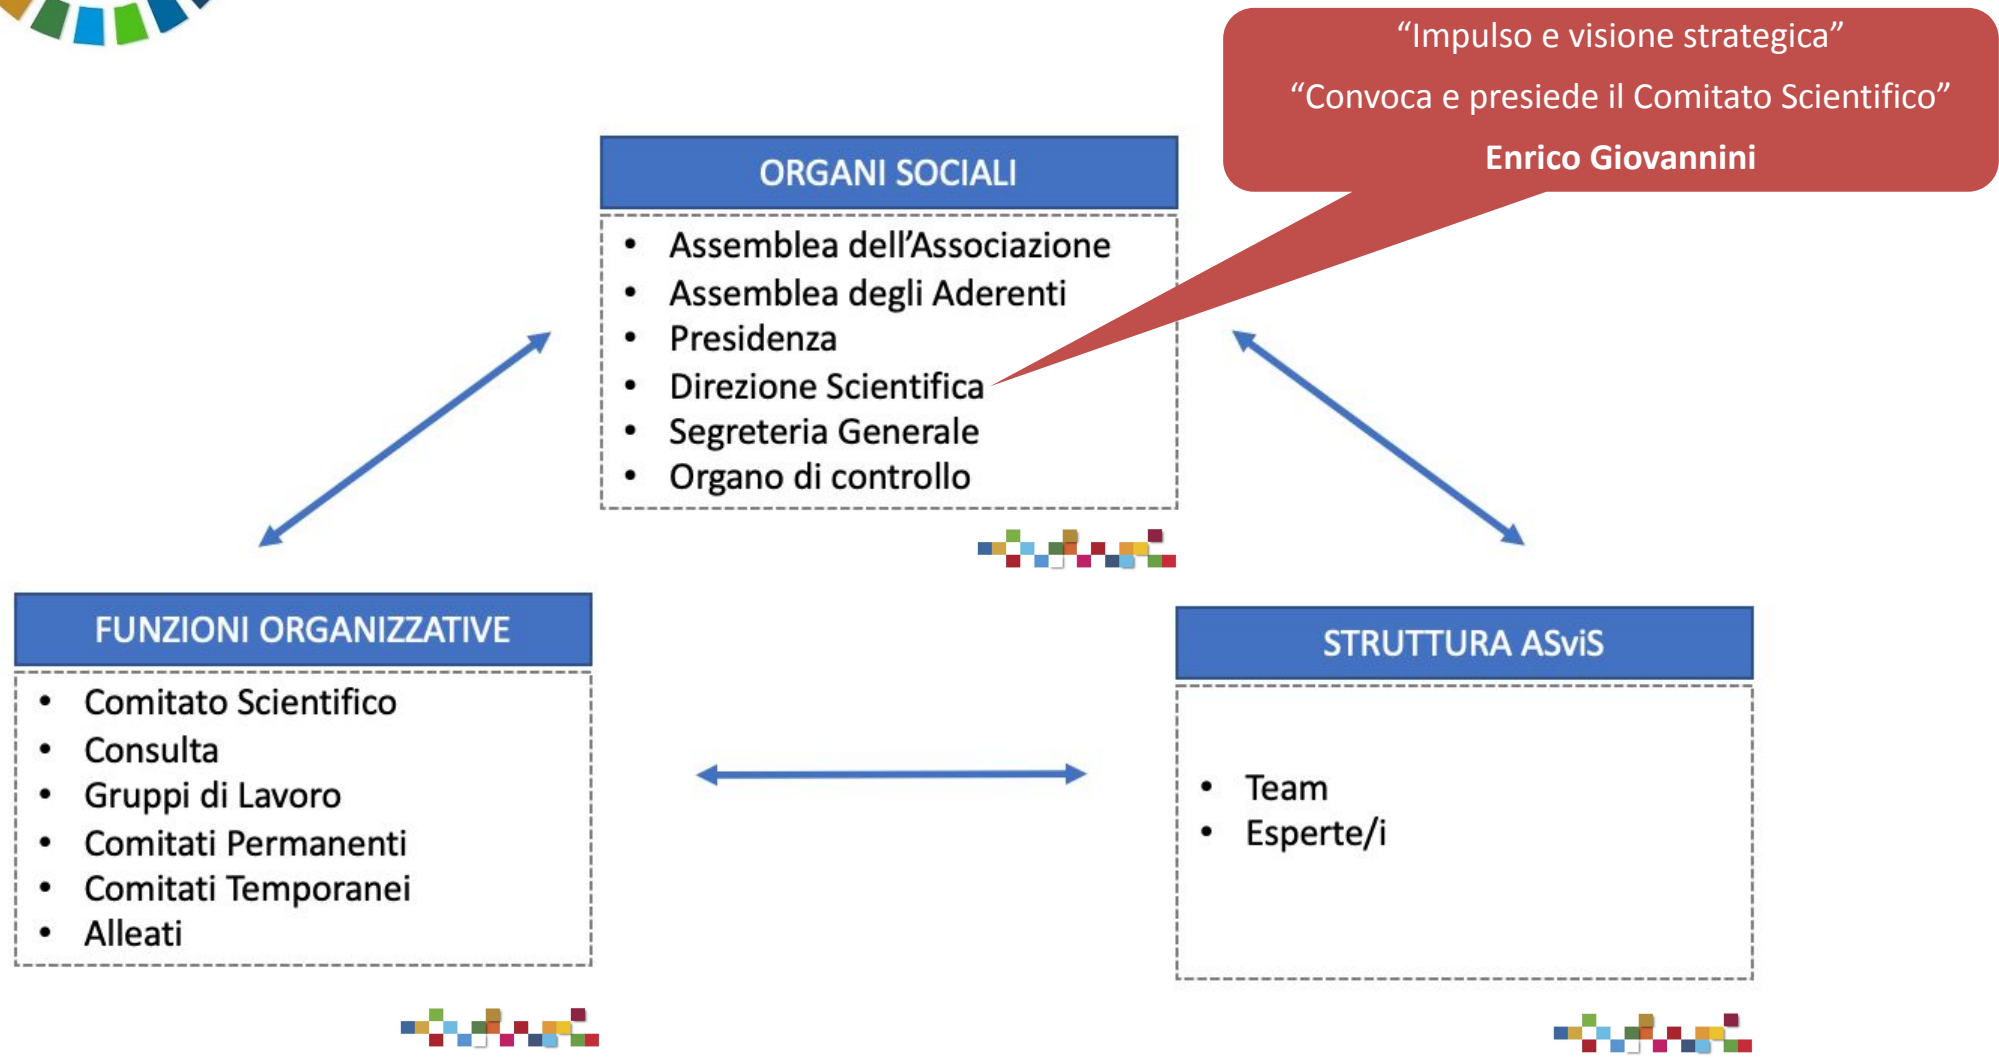 “Impulso e visione strategica”
“Convoca e presiede il Comitato Scientifico”
Enrico Giovannini
ORGANI SOCIALI
• Assemblea dell’Associazione
• Assemblea degli Aderenti
• Presidenza
• Direzione Scientifica
• Segreteria Generale
• Organo di controllo
FUNZIONI ORGANIZZATIVE
• Comitato Scientifico
• Consulta
• Gruppi di Lavoro
• Comitati Permanenti
• Comitati Temporanei
• Alleati
STRUTTURA ASviS
• Team
• Esperte/i